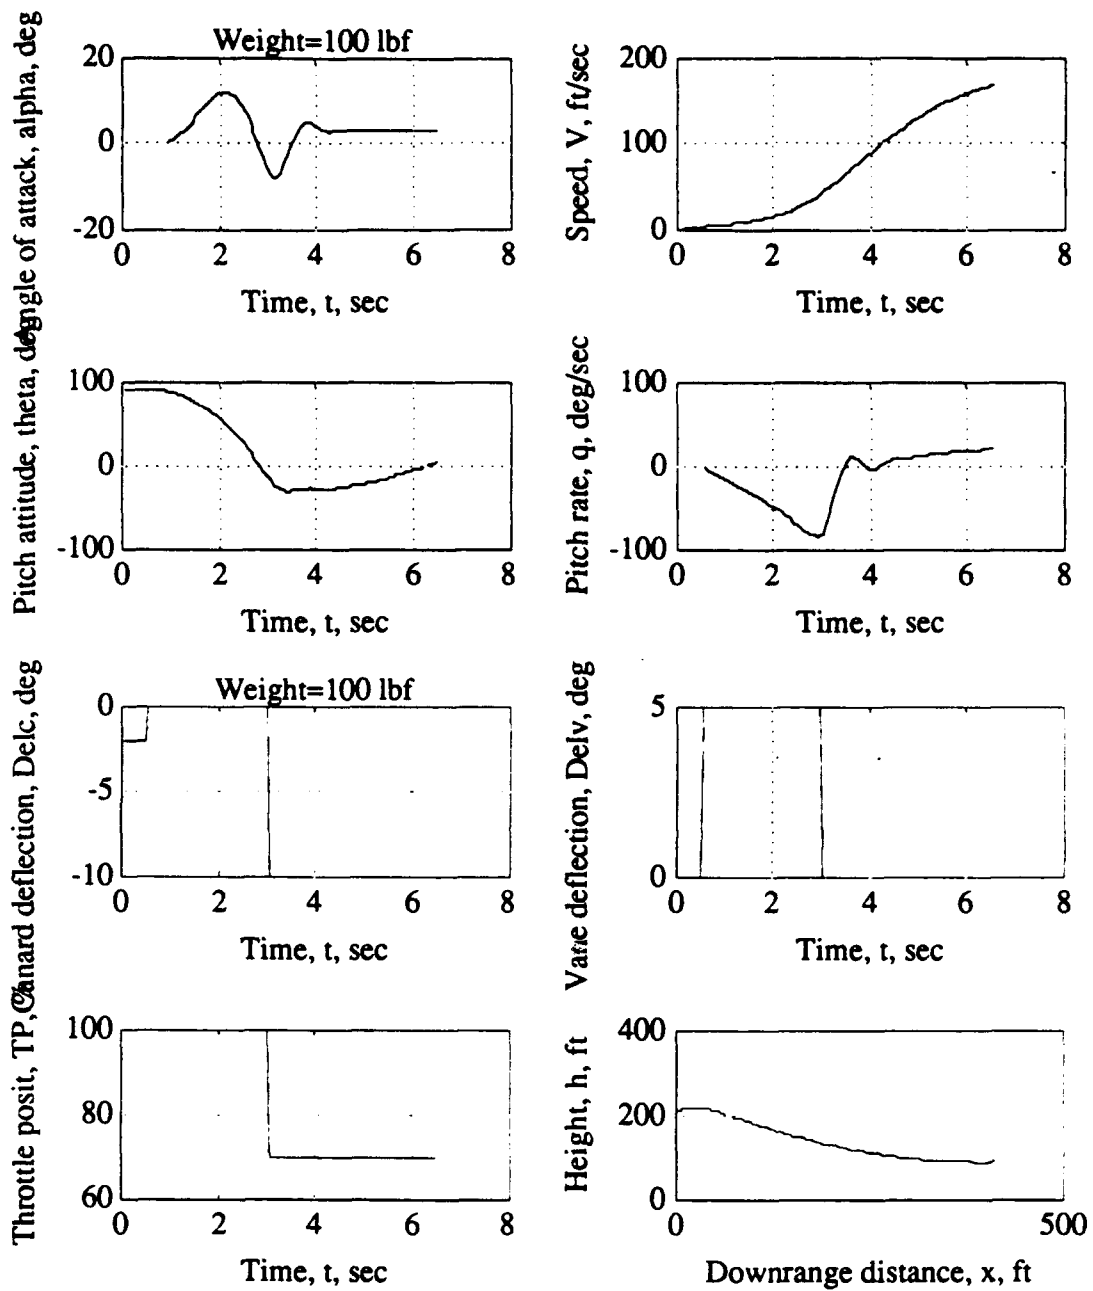 Weight=100 lbf
Angle of attack, alpha, deg
20
0
-20
0 2 4 6 8
Time, t, sec
Speed, V, ft/sec
200
100
0
0 2 4 6 8
Time, t, sec
Pitch attitude, theta, deg
100
0
-100
0 2 4 6 8
Time, t, sec
Pitch rate, q, deg/sec
100
0
-100
0 2 4 6 8
Time, t, sec
Weight=100 lbf
Canard deflection, Delc, deg
0
-5
-10
0 2 4 6 8
Time, t, sec
Vane deflection, Delv, deg
5
0
0 2 4 6 8
Time, t, sec
Throttle posit, TP, %
100
80
60
0 2 4 6 8
Time, t, sec
Height, h, ft
400
200
0
0 500
Downrange distance, x, ft